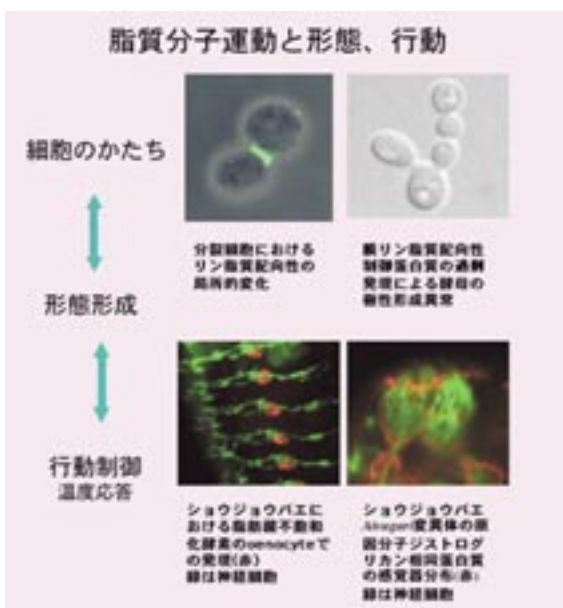 脂質分子運動と形態、行動
細胞のかたち
分裂細胞における
リン脂質配向性の
局所的変化
膜リン脂質配向性
制御蛋白質の過剰
発現による酵母の
極性形成異常
形態形成
行動制御
温度応答
ショウジョウバエに
おける脂肪酸不飽和
化酵素のoenocyteで
の発現(赤)
緑は神経細胞
ショウジョウバエ
変異体の原
因分子ジストログ
リカン相同蛋白質
の感覚器分布(赤)
緑は神経細胞